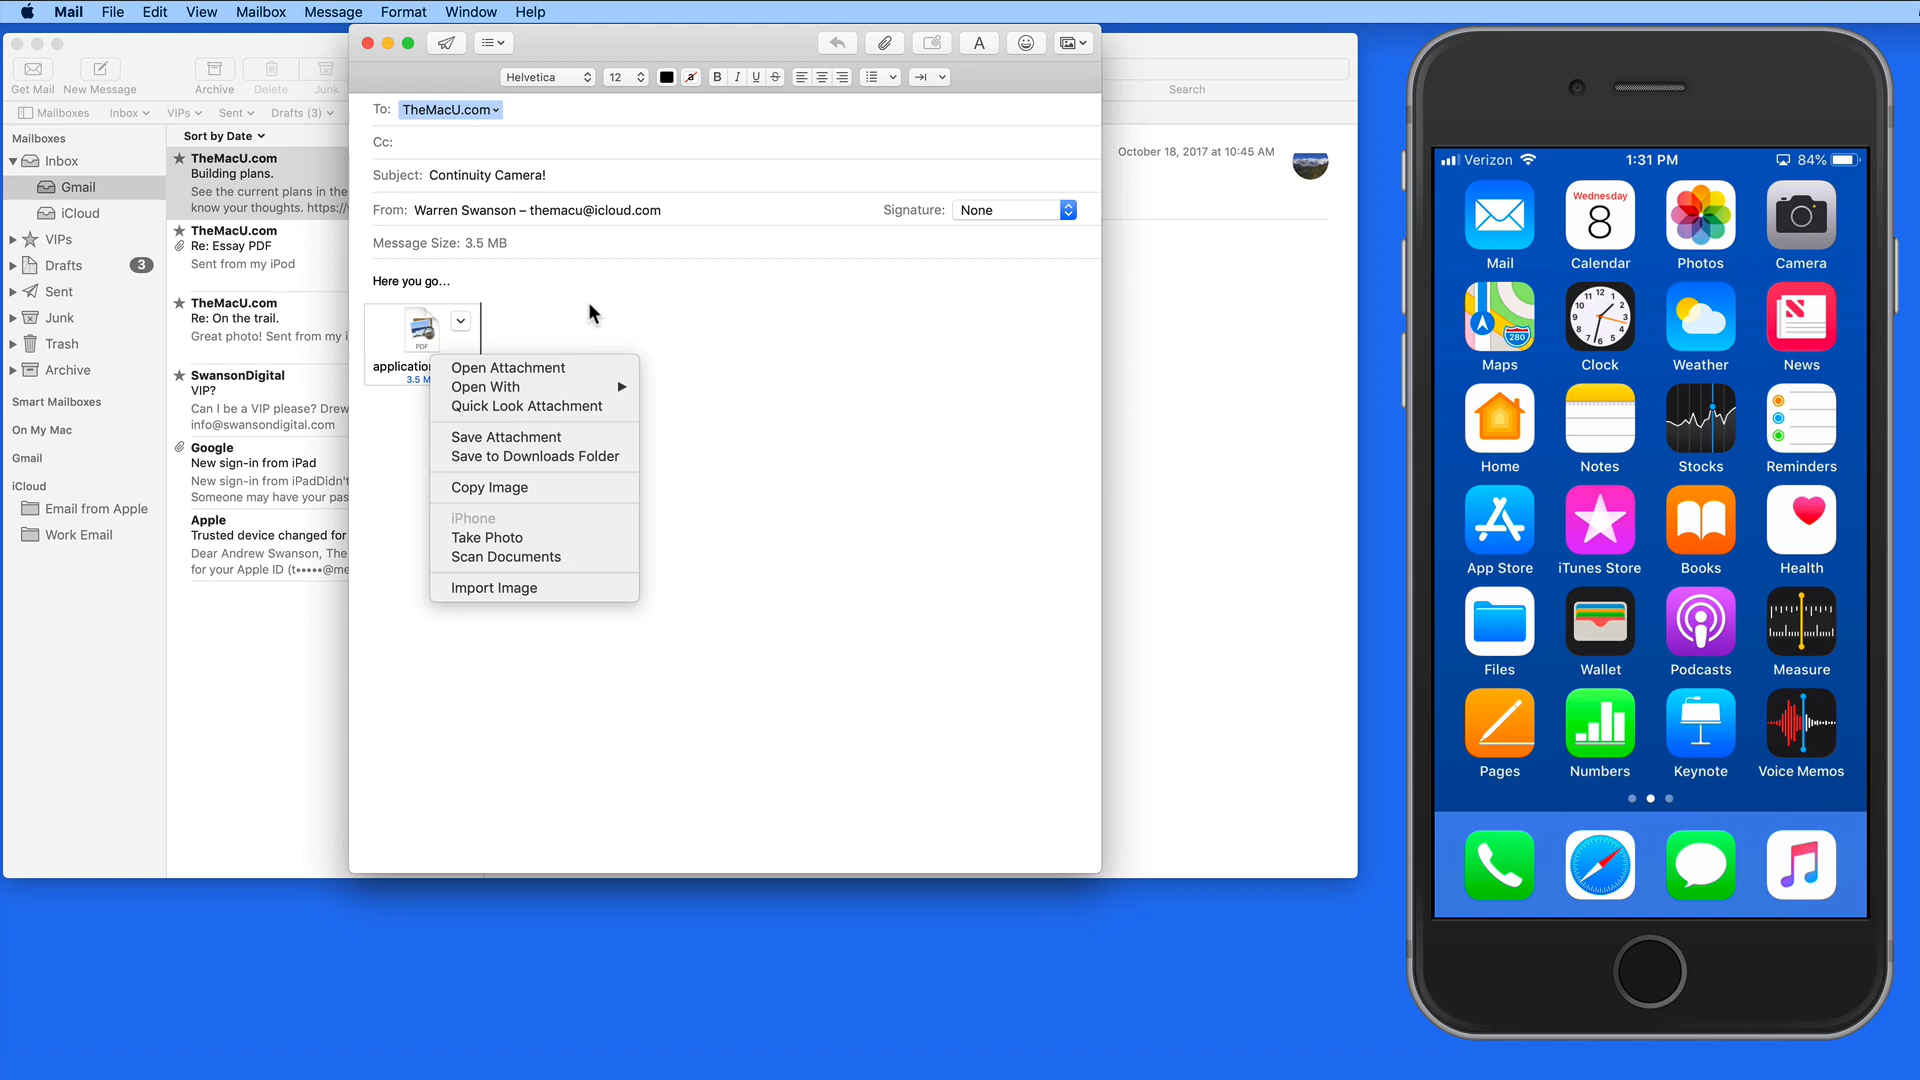 Mail File Edit View Mailbox Message Format Window Help
Get Mail New Message Archive Delete Junk
Mailboxes Inbox VIPs Sent Drafts (3)
Search
Mailboxes
Inbox
Gmail
iCloud
VIPs
Drafts 3
Sent
Junk
Trash
Archive
Smart Mailboxes
On My Mac
Gmail
iCloud
Email from Apple
Work Email
Sort by Date
TheMacU.com
Building plans.
See the current plans in the
know your thoughts. https://
TheMacU.com
Re: Essay PDF
Sent from my iPod
TheMacU.com
Re: On the trail.
Great photo! Sent from my i
SwansonDigital
VIP?
Can I be a VIP please? Drew
info@swansondigital.com
Google
New sign-in from iPad
New sign-in from iPadDidn't
Someone may have your pas
Apple
Trusted device changed for
Dear Andrew Swanson, The
for your Apple ID (t•••••@me
Helvetica 12 a B I U S
A
To: TheMacU.com
Cc:
Subject: Continuity Camera!
From: Warren Swanson – themacu@icloud.com Signature: None
Message Size: 3.5 MB
Here you go...
PDF
application
3.5 M
Open Attachment
Open With
Quick Look Attachment
Save Attachment
Save to Downloads Folder
Copy Image
iPhone
Take Photo
Scan Documents
Import Image
October 18, 2017 at 10:45 AM
Verizon 1:31 PM 84%
Wednesday
8
Mail Calendar Photos Camera
280
12
Maps Clock Weather News
Home Notes Stocks Reminders
App Store iTunes Store Books Health
Files Wallet Podcasts Measure
Pages Numbers Keynote Voice Memos